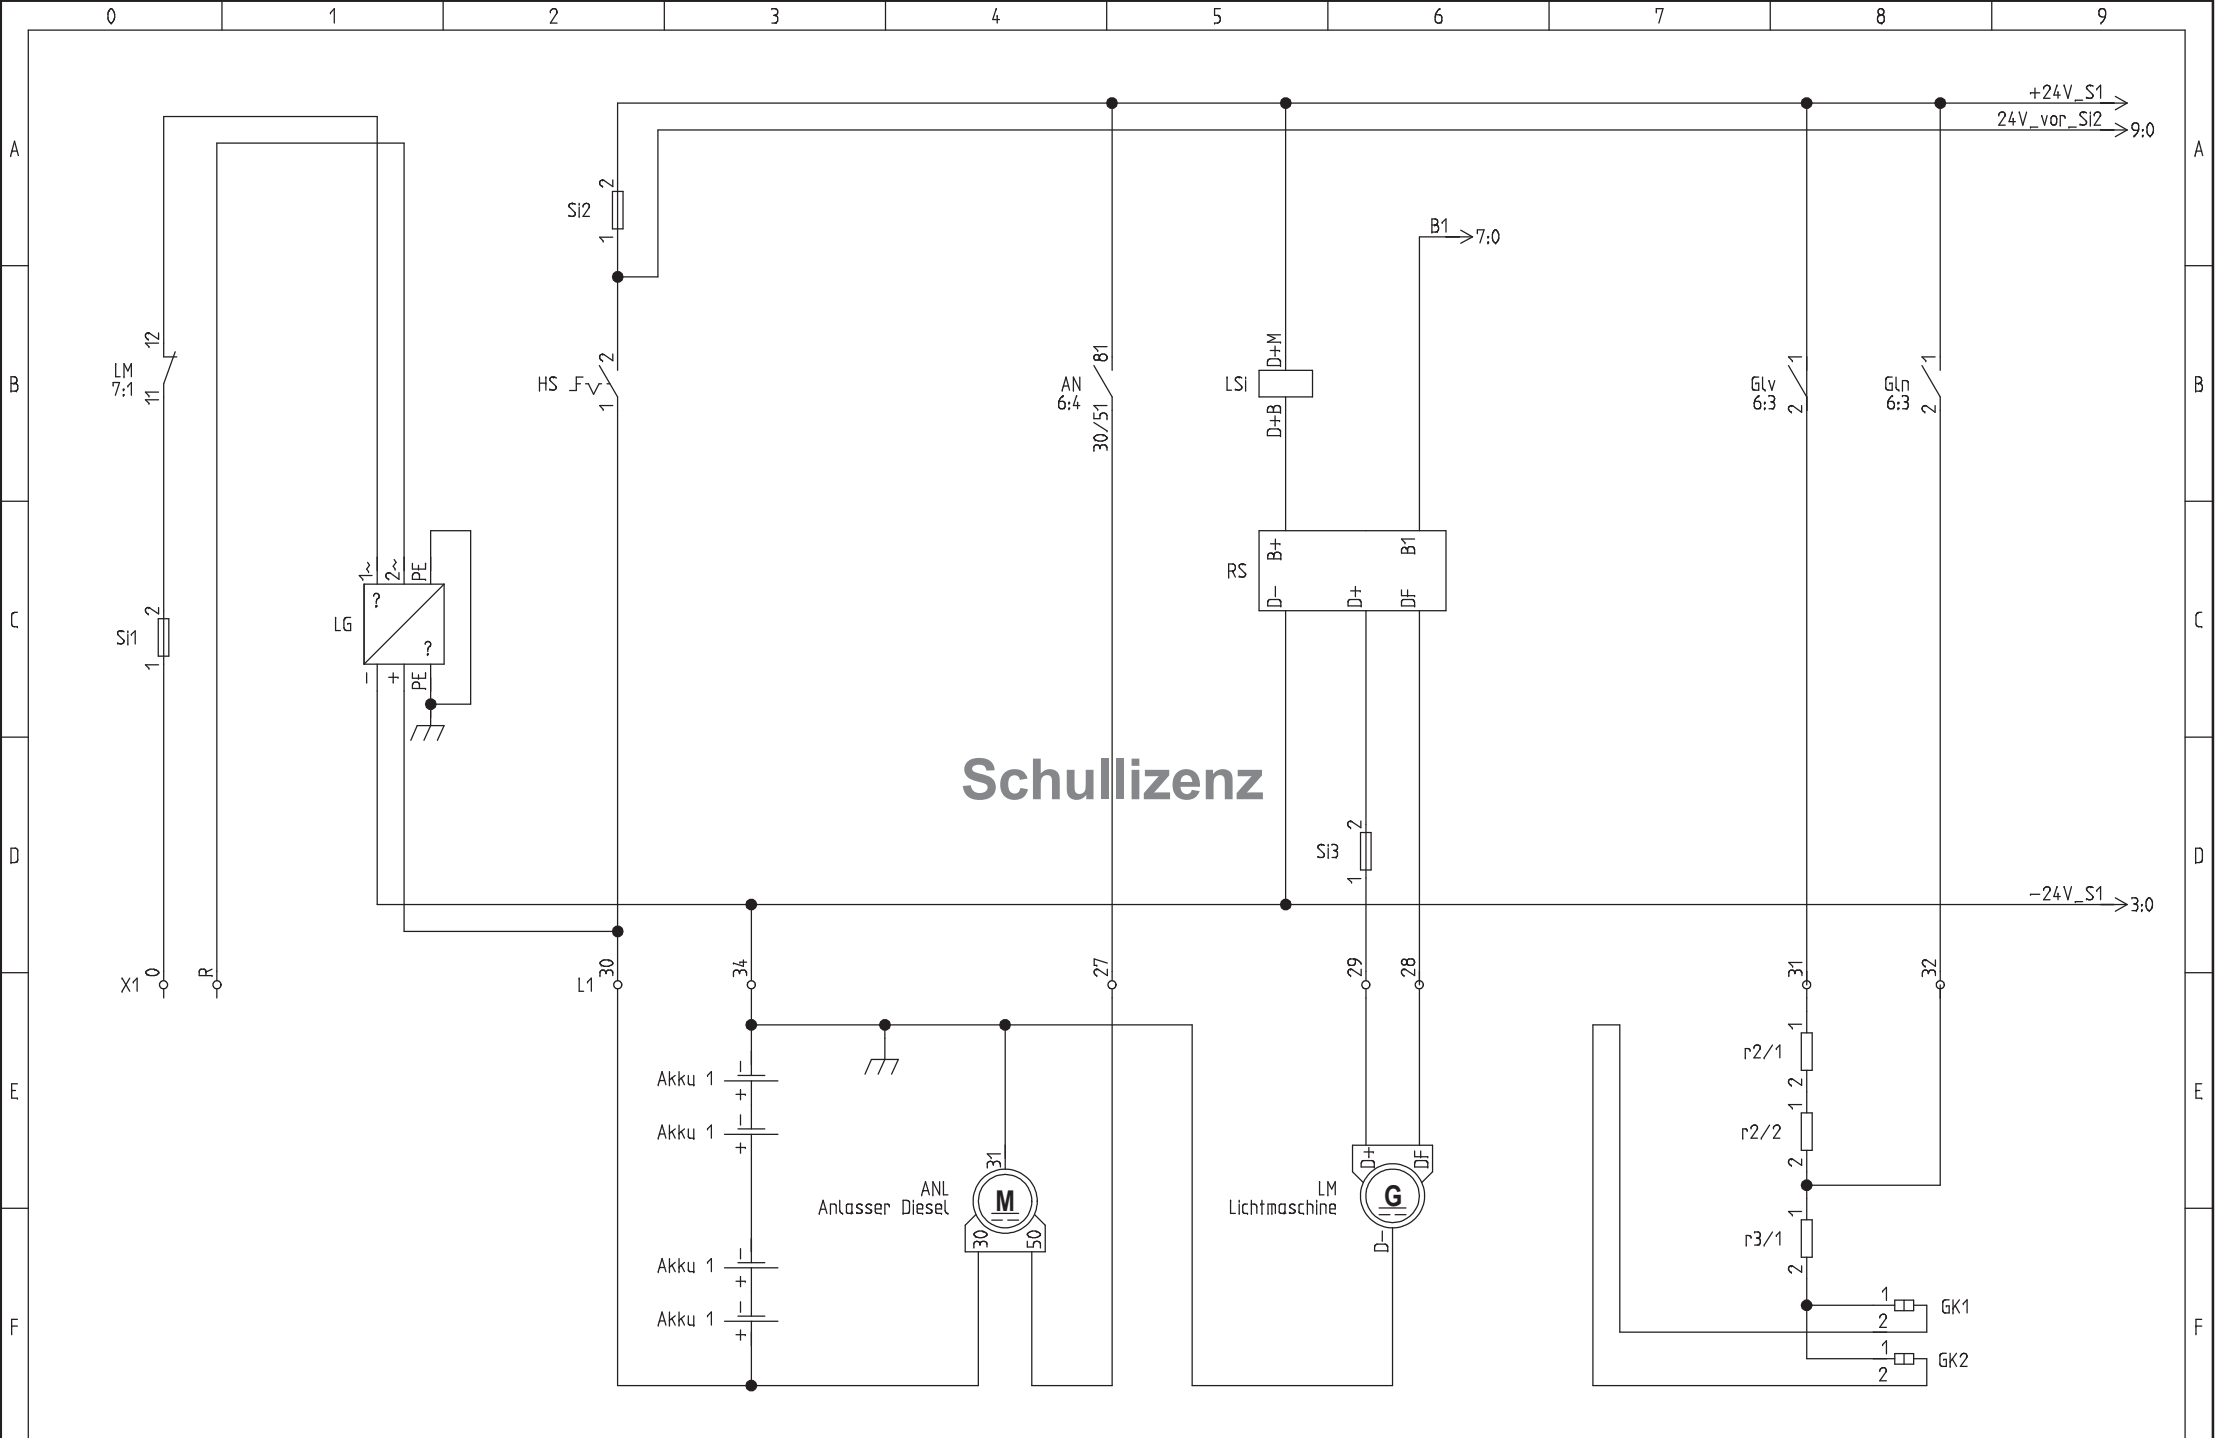 0 1 2 3 4 5 6 7 8 9
+24V_S1
24V_vor_Si2 9:0
A A
2
Si2
1
B1 7:0
12
LM
7:1
11
2
HS
1
81
AN
6:4
30/51
D+M
LSi
D+B
1
Glv
6:3
2
1
Gln
6:3
2
B B
1~ 2~ PE
?
LG
?
- + PE
2
Si1
1
B+ B1
RS
D- D+ DF
C C
Schullizenz
2
Si3
1
D D
-24V_S1 3:0
X1 0 R L1 30 34 27 29 28 31 32
-
Akku 1
+
-
Akku 1
+
-
Akku 1
+
-
Akku 1
+
31
ANL
Anlasser Diesel
M
30 50
D+ DF
LM
Lichtmaschine
G
D-
1
r2/1
2
1
r2/2
2
1
r3/1
2
E E
1
GK1
2
1
GK2
2
F F